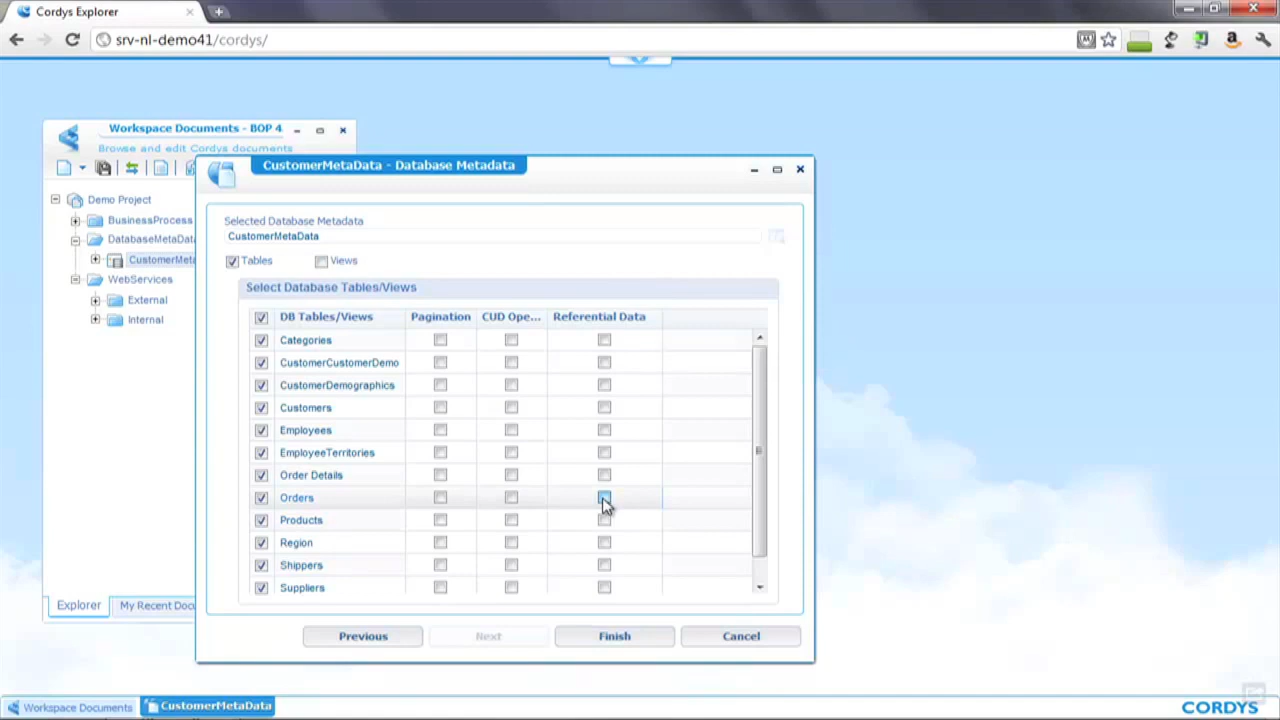 Cordys Explorer
srv-nl-demo41/cordys/
Workspace Documents - BOP 4
Browse and edit Cordys documents
Demo Project
BusinessProcess
DatabaseMetaData
CustomerMeta
WebServices
External
Internal
Explorer
My Recent Docu
CustomerMetaData - Database Metadata
Selected Database Metadata
CustomerMetaData
Tables Views
Select Database Tables/Views
DB Tables/Views Pagination CUD Ope... Referential Data
Categories
CustomerCustomerDemo
CustomerDemographics
Customers
Employees
EmployeeTerritories
Order Details
Orders
Products
Region
Shippers
Suppliers
Previous Next Finish Cancel
Workspace Documents CustomerMetaData CORDYS